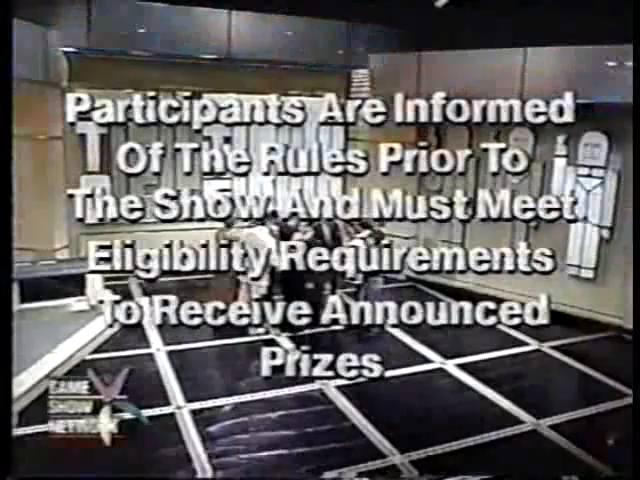 Participants Are Informed
Of The Rules Prior To
The Show And Must Meet
Eligibility Requirements
To Receive Announced
Prizes.
GAME
SHOW
NETWORK